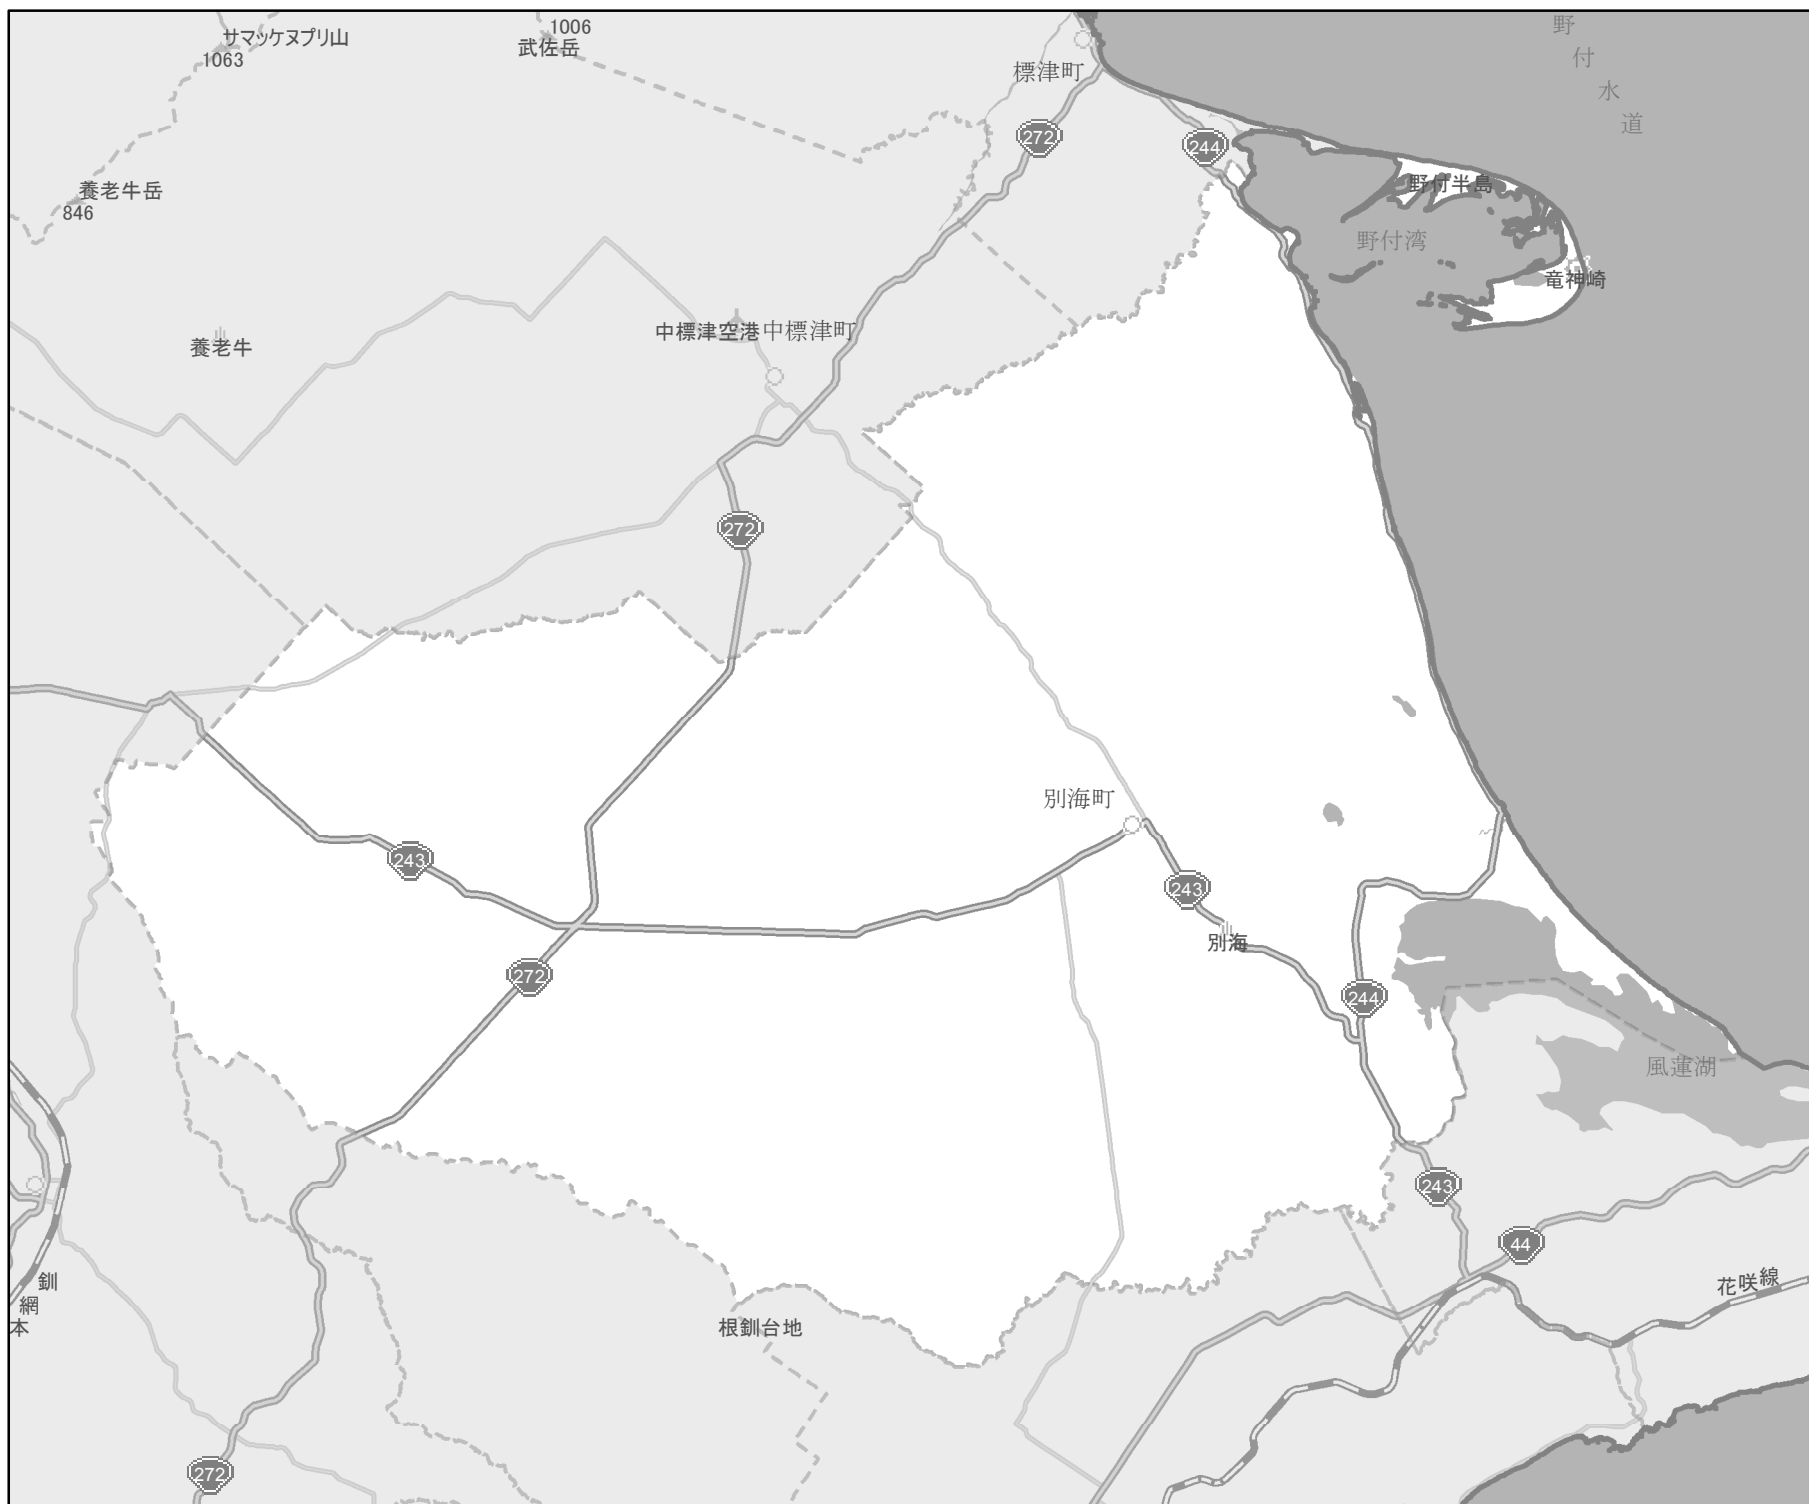 1006
武佐岳
サマッケヌプリ山
1063
野付水道
標津町
272
244
養老牛岳
846
野付半島
野付湾
竜神崎
中標津空港
中標津町
養老牛
272
別海町
243
243
別海
272
244
風蓮湖
243
44
釧網本
花咲線
根釧台地
272